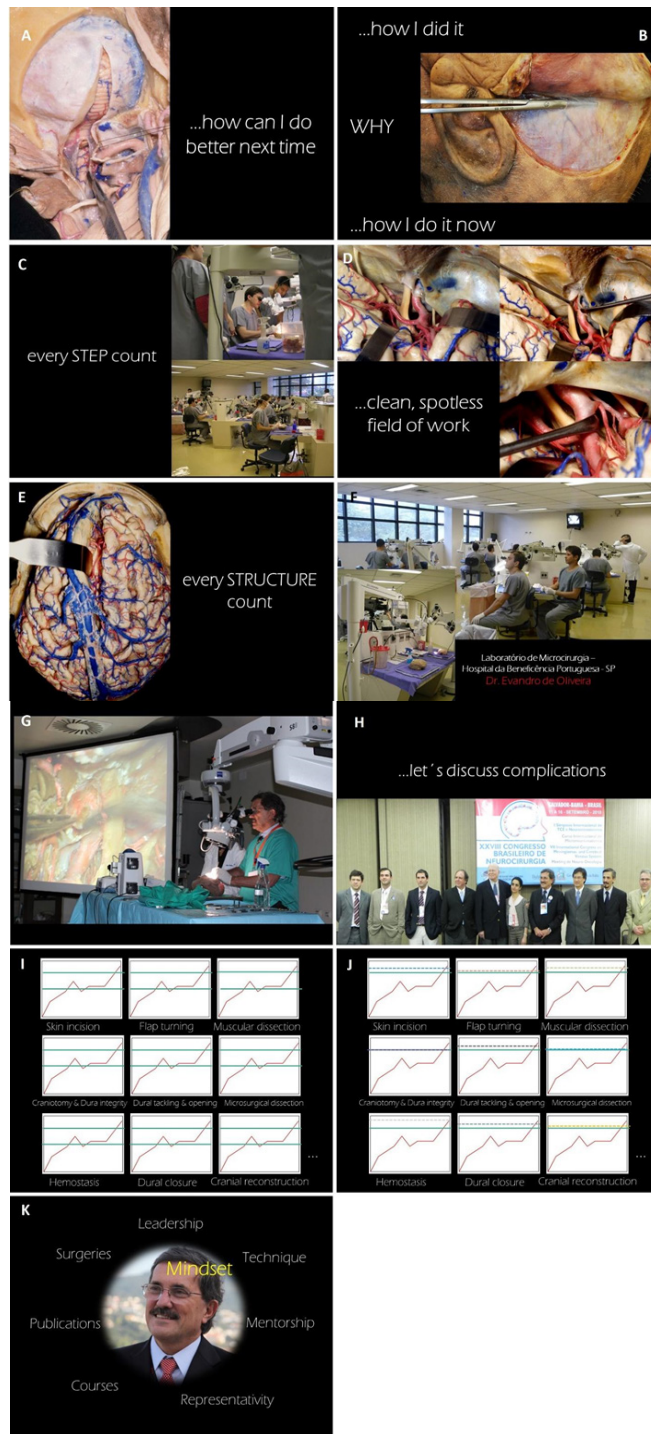 A
...how can I do
better next time
...how I did it
B
WHY
...how I do it now
C
every STEP count
D
...clean, spotless
field of work
E
every STRUCTURE
count
F
Laboratório de Microcirurgia –
Hospital da Beneficência Portuguesa - SP
Dr. Evandro de Oliveira
G
H
...let´s discuss complications
XXVIII CONGRESSO
BRASILEIRO DE
NEUROCIRURGIA
I
Skin incision
Flap turning
Muscular dissection
Craniotomy & Dura integrity
Dural tackling & opening
Microsurgical dissection
Hemostasis
Dural closure
Cranial reconstruction
...
J
Skin incision
Flap turning
Muscular dissection
Craniotomy & Dura integrity
Dural tackling & opening
Microsurgical dissection
Hemostasis
Dural closure
Cranial reconstruction
...
K
Leadership
Surgeries
Technique
Mindset
Publications
Mentorship
Courses
Representativity